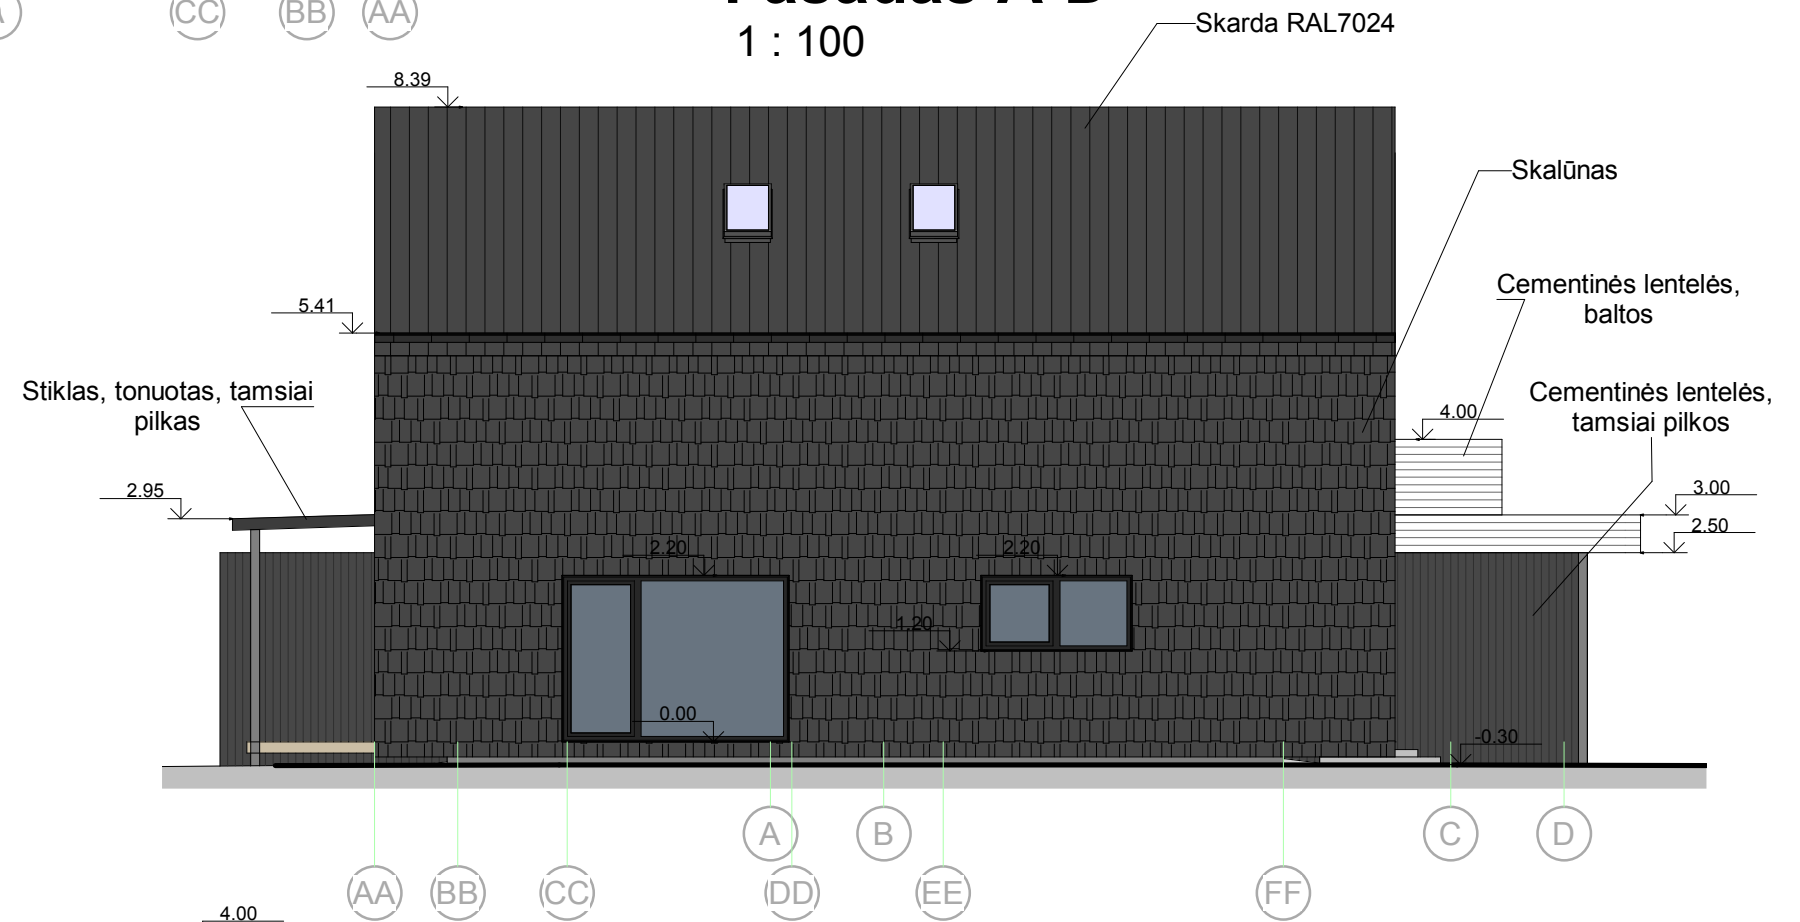 CC
BB
AA
1 : 100
Skarda RAL7024
8.39
Skalūnas
Cementinės lentelės,
baltos
5.41
Stiklas, tonuotas, tamsiai
pilkas
Cementinės lentelės,
tamsiai pilkos
4.00
2.95
3.00
2.50
2.20
2.20
1.20
0.00
-0.30
A
B
C
D
AA
BB
CC
DD
EE
FF
4.00